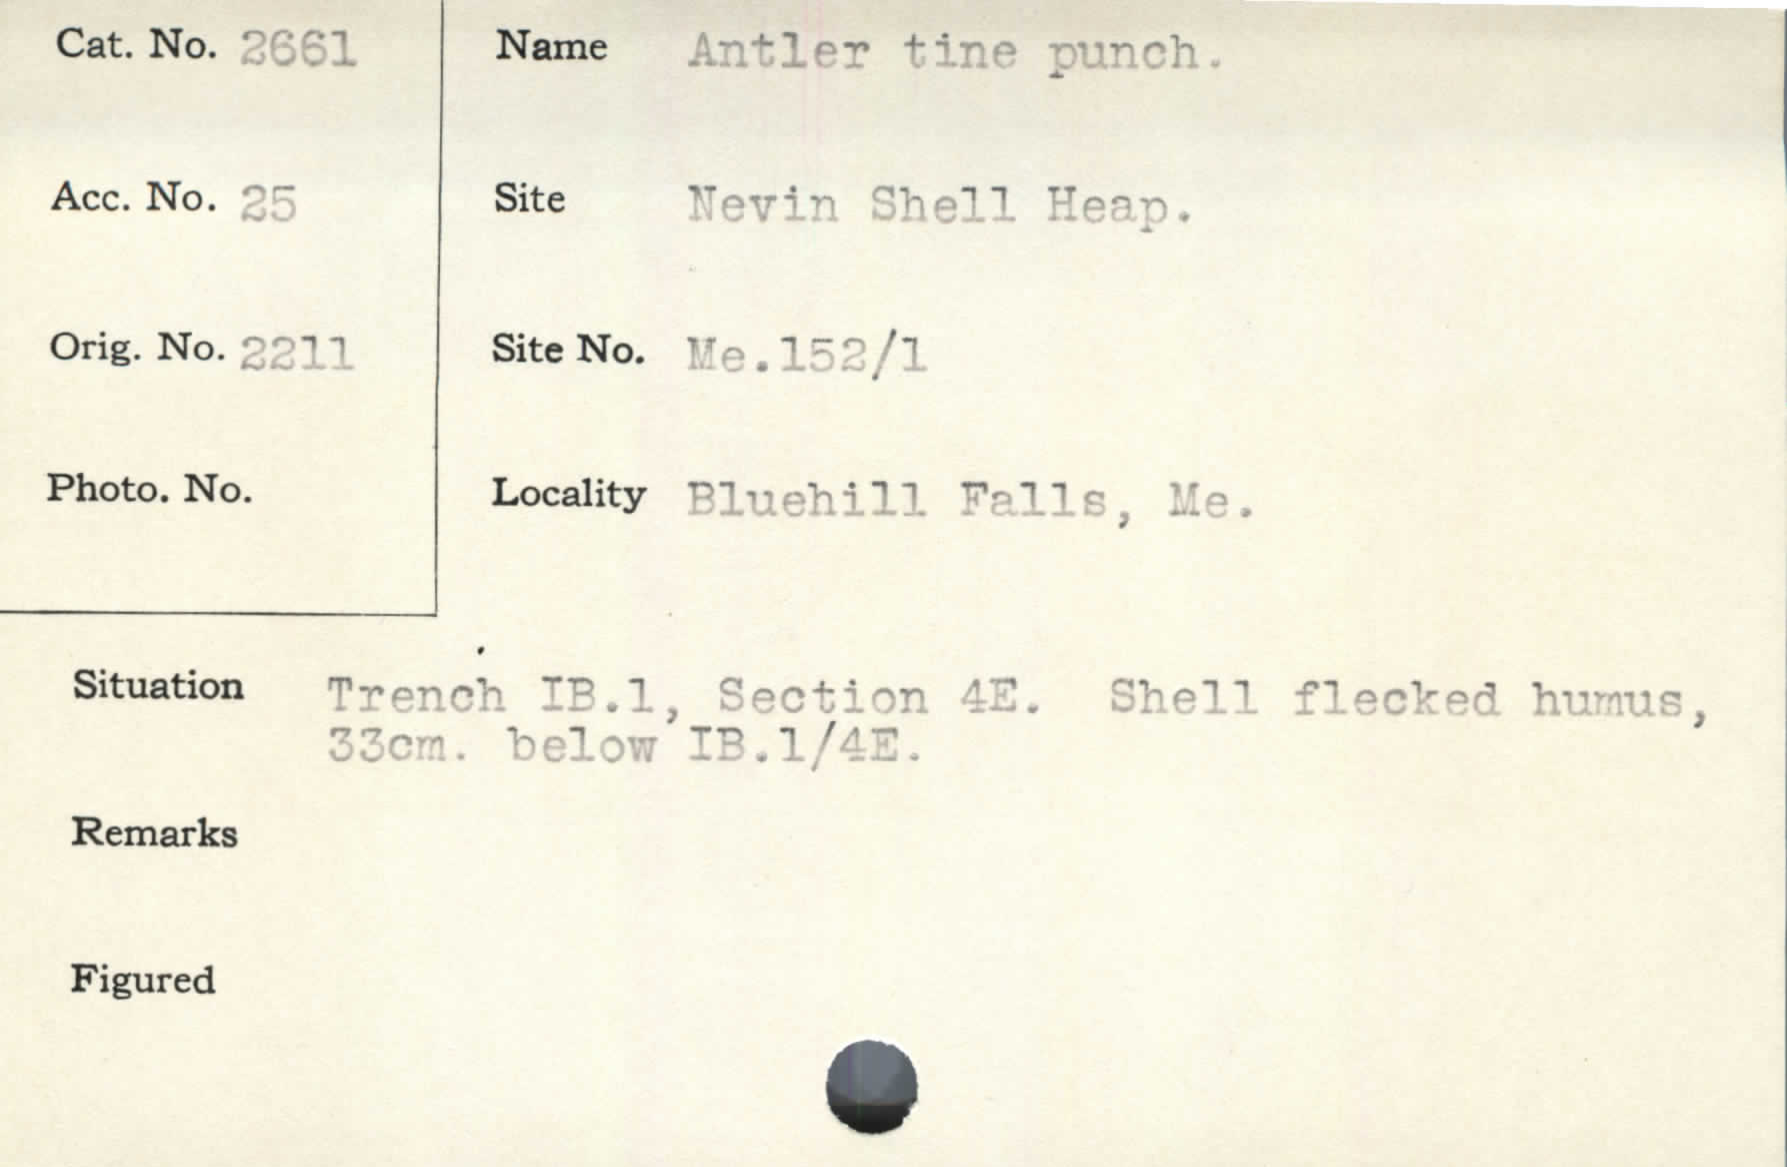 Cat. No. 2661
Name Antler tine punch.
Acc. No. 25
Site Nevin Shell Heap.
Orig. No. 2211
Site No. Me.152/1
Photo. No.
Locality Bluehill Falls, Me.
Situation Trench IB.1, Section 4E. Shell flecked humus,
33cm. below IB.1/4E.
Remarks
Figured